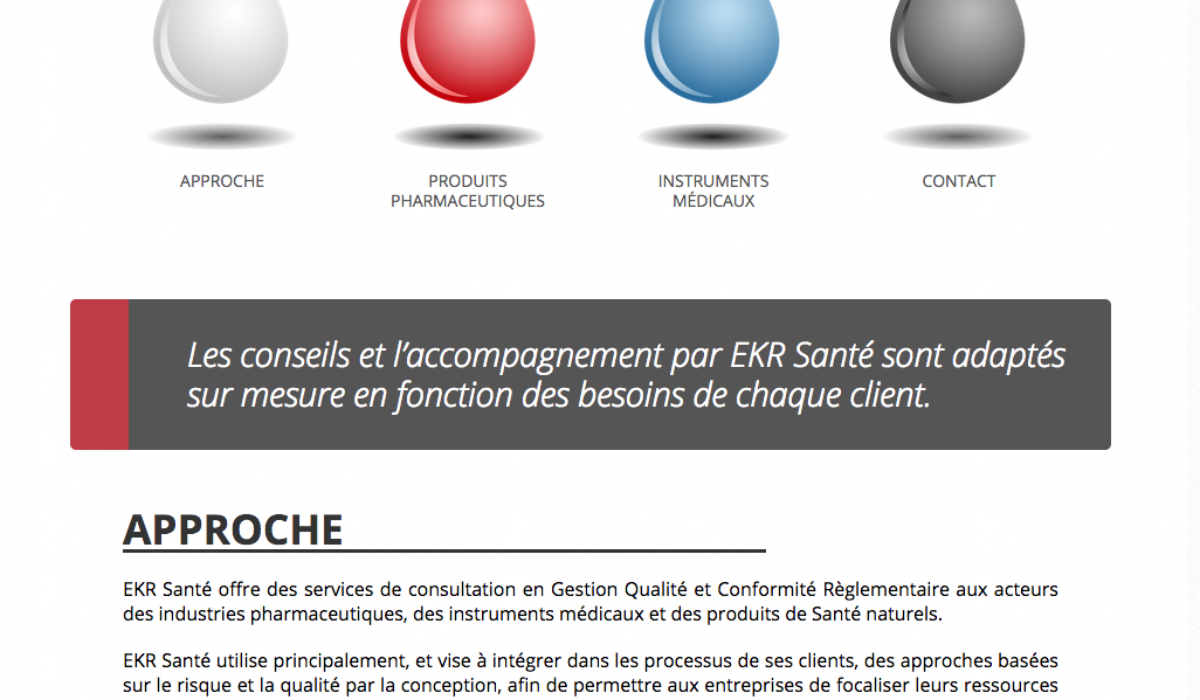 APPROCHE
PRODUITS
PHARMACEUTIQUES
INSTRUMENTS
MÉDICAUX
CONTACT
Les conseils et l’accompagnement par EKR Santé sont adaptés
sur mesure en fonction des besoins de chaque client.
APPROCHE
EKR Santé offre des services de consultation en Gestion Qualité et Conformité Règlementaire aux acteurs
des industries pharmaceutiques, des instruments médicaux et des produits de Santé naturels.
EKR Santé utilise principalement, et vise à intégrer dans les processus de ses clients, des approches basées
sur le risque et la qualité par la conception, afin de permettre aux entreprises de focaliser leurs ressources